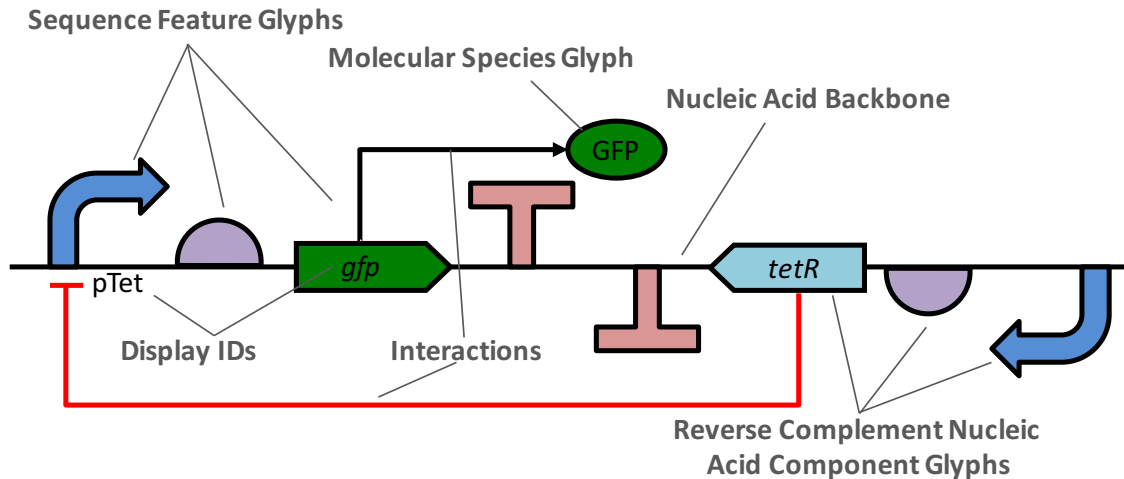 Sequence Feature Glyphs
Molecular Species Glyph
Nucleic Acid Backbone
GFP
gfp
tetR
pTet
Display IDs
Interactions
Reverse Complement Nucleic
Acid Component Glyphs